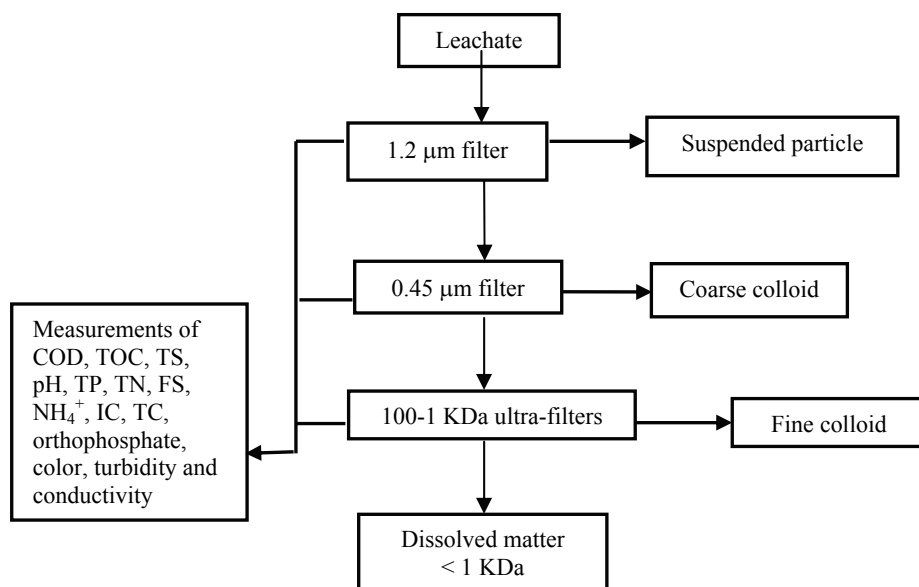 Leachate
1.2 μm filter
Suspended particle
0.45 μm filter
Coarse colloid
Measurements of
COD, TOC, TS,
pH, TP, TN, FS,
NH₄⁺, IC, TC,
orthophosphate,
color, turbidity and
conductivity
100-1 KDa ultra-filters
Fine colloid
Dissolved matter
< 1 KDa